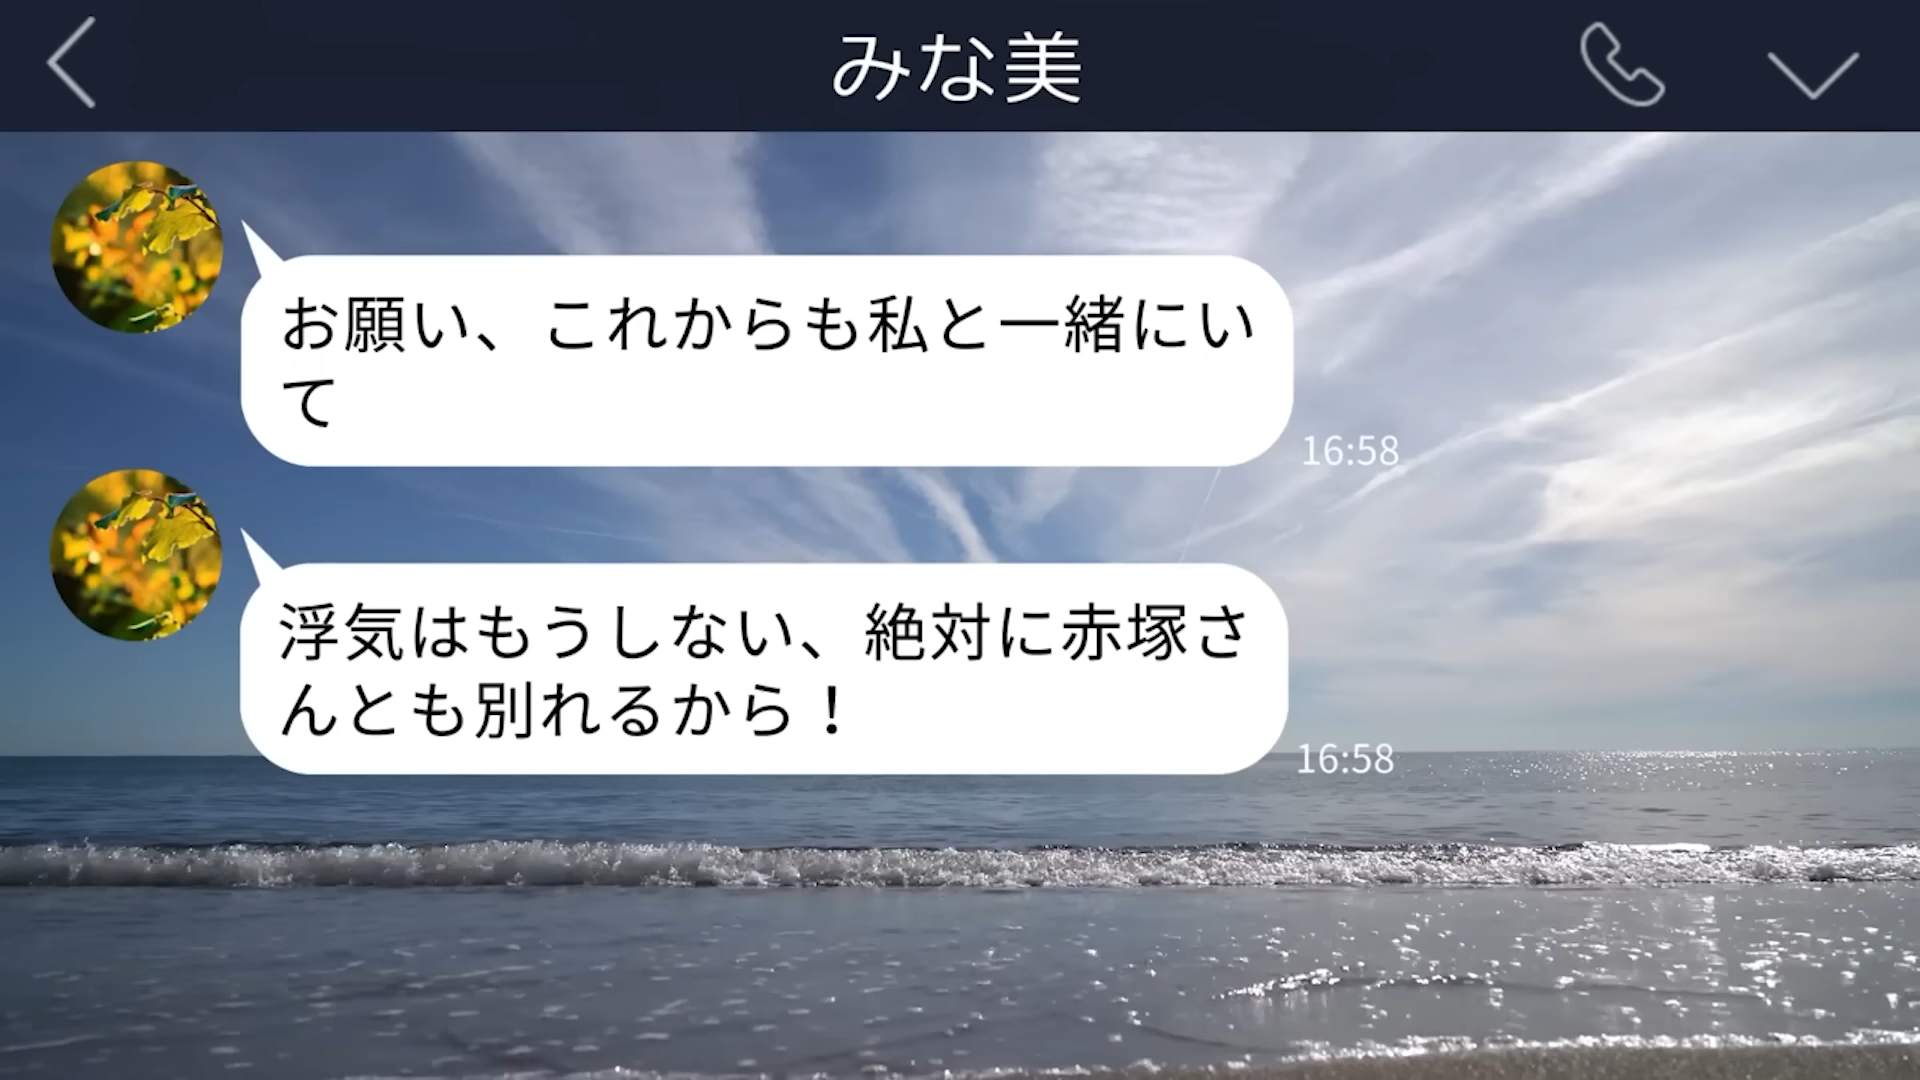 みな美
お願い、これからも私と一緒にい
て
16:58
浮気はもうしない、絶対に赤塚さ
んとも別れるから！
16:58